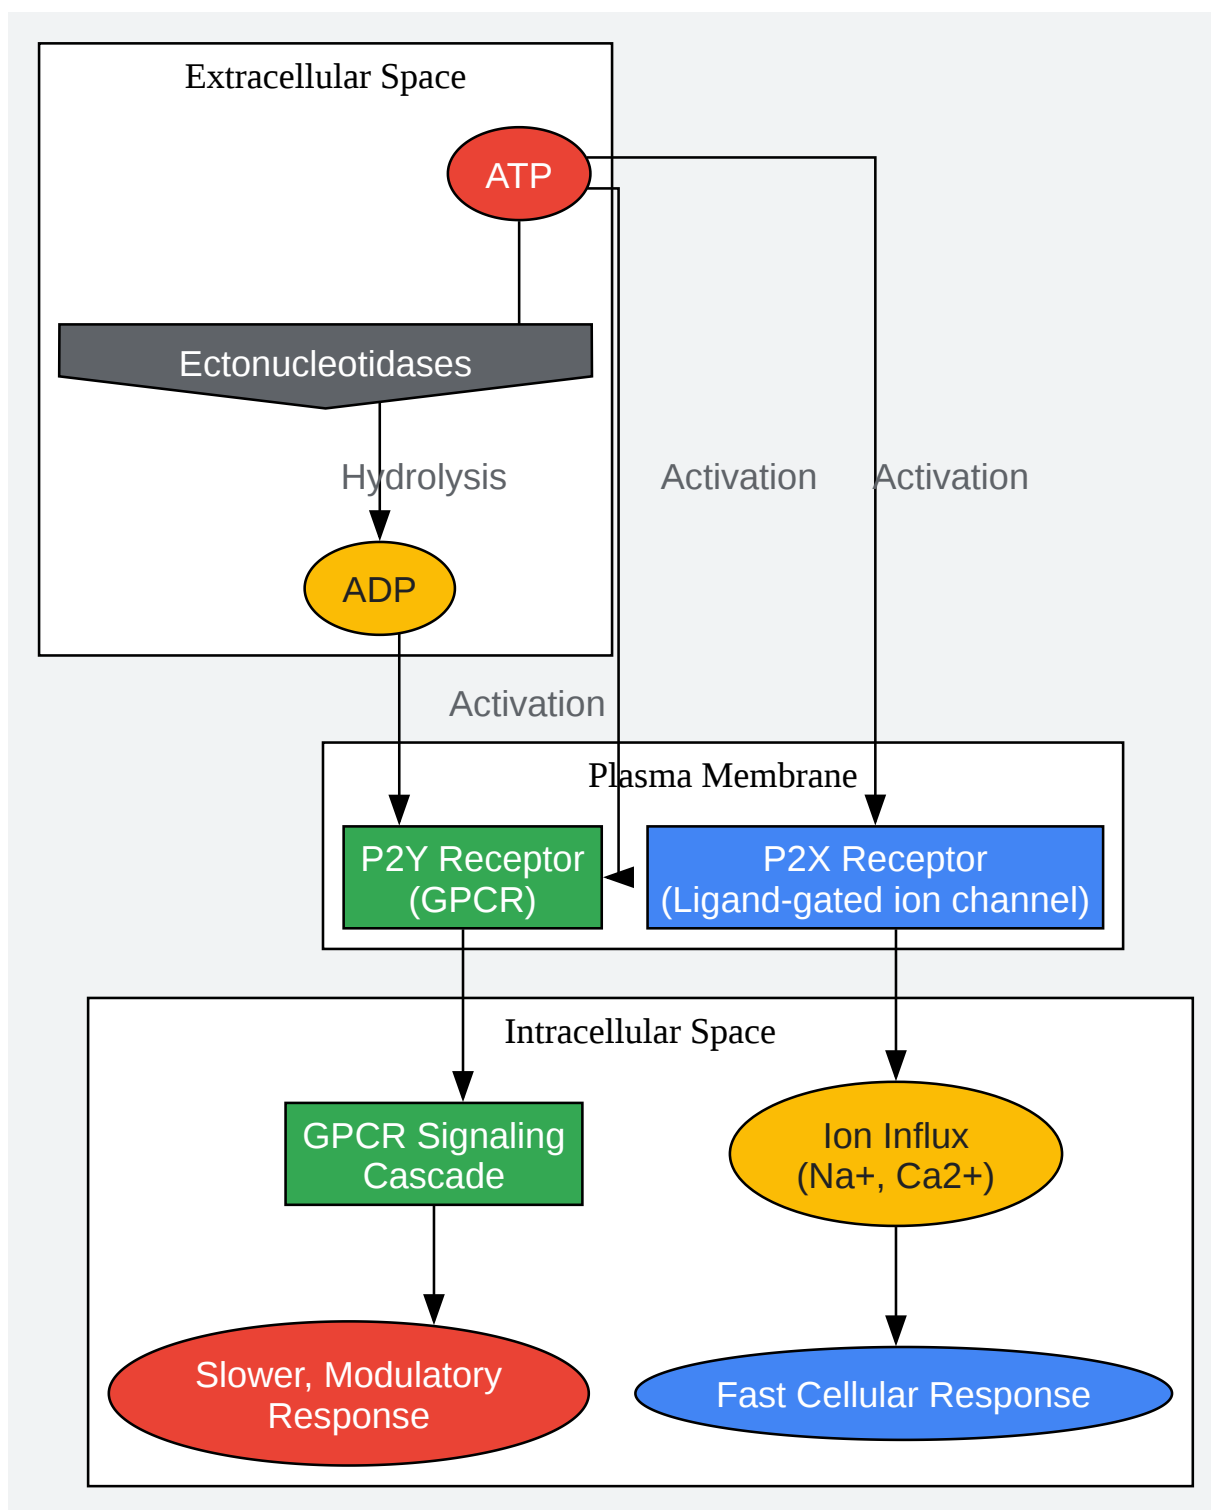 Extracellular Space
ATP
Ectonucleotidases
Hydrolysis
Activation
Activation
ADP
Activation
Plasma Membrane
P2Y Receptor
(GPCR)
P2X Receptor
(Ligand-gated ion channel)
Intracellular Space
GPCR Signaling
Cascade
Ion Influx
(Na+, Ca2+)
Slower, Modulatory
Response
Fast Cellular Response